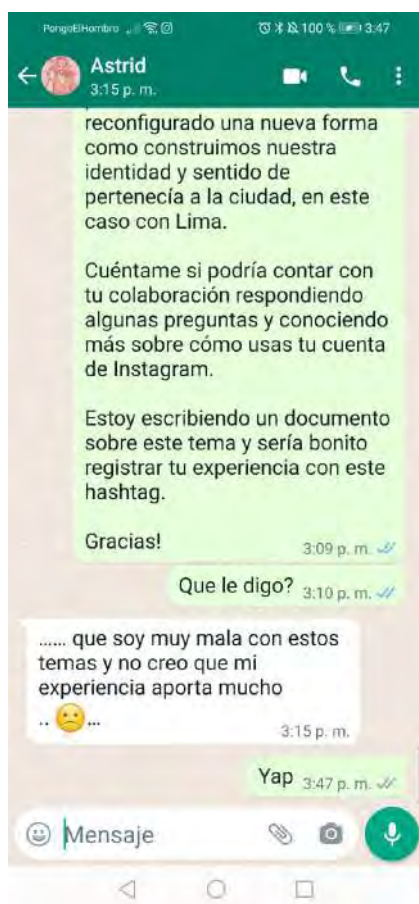 PongoElHombro 100 % 3:47
Astrid
3:15 p. m.
reconfigurado una nueva forma
como construimos nuestra
identidad y sentido de
pertenecía a la ciudad, en este
caso con Lima.
Cuéntame si podría contar con
tu colaboración respondiendo
algunas preguntas y conociendo
más sobre cómo usas tu cuenta
de Instagram.
Estoy escribiendo un documento
sobre este tema y sería bonito
registrar tu experiencia con este
hashtag.
Gracias!
3:09 p. m.
Que le digo? 3:10 p. m.
...... que soy muy mala con estos
temas y no creo que mi
experiencia aporta mucho
.. ☹️...
3:15 p. m.
Yap 3:47 p. m.
Mensaje